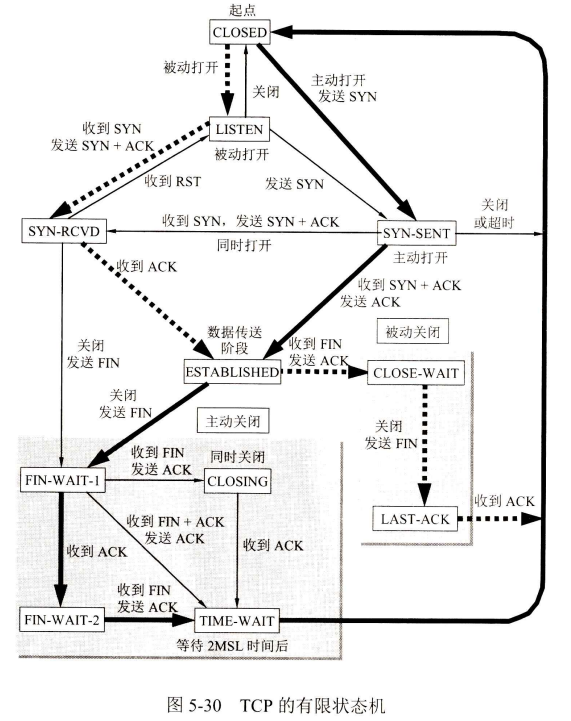 起点
CLOSED
被动打开
关闭
主动打开
发送 SYN
收到 SYN
发送 SYN + ACK
LISTEN
被动打开
收到 RST
发送 SYN
关闭
或超时
收到 SYN，发送 SYN + ACK
SYN-RCVD
SYN-SENT
同时打开
主动打开
收到 ACK
收到 SYN + ACK
发送 ACK
数据传送
阶段
被动关闭
关闭
发送 FIN
收到 FIN
发送 ACK
ESTABLISHED
CLOSE-WAIT
关闭
发送 FIN
主动关闭
关闭
发送 FIN
收到 FIN
发送 ACK
同时关闭
FIN-WAIT-1
CLOSING
收到 ACK
LAST-ACK
收到 FIN + ACK
发送 ACK
收到 ACK
收到 ACK
收到 FIN
发送 ACK
FIN-WAIT-2
TIME-WAIT
等待 2MSL 时间后
图 5-30 TCP 的有限状态机